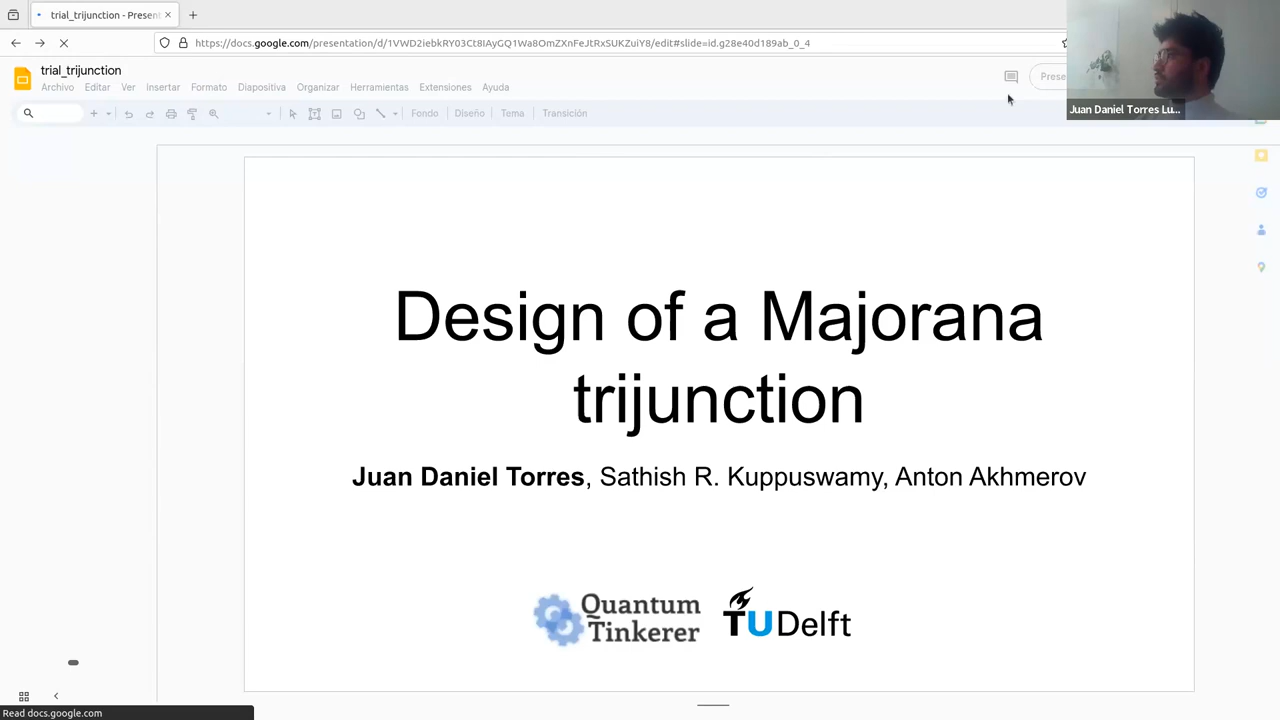 trial_trijunction - Present
https://docs.google.com/presentation/d/1VWD2iebkRY03Ct8IAyGQ1Wa8OmZXnFeJtRxSUKZuiY8/edit#slide=id.g28e40d189ab_0_4
trial_trijunction
Archivo Editar Ver Insertar Formato Diapositiva Organizar Herramientas Extensiones Ayuda
Prese
Juan Daniel Torres Lu...
Fondo Diseño Tema Transición
Design of a Majorana
trijunction
Juan Daniel Torres, Sathish R. Kuppuswamy, Anton Akhmerov
Quantum
Tinkerer
TUDelft
Read docs.google.com